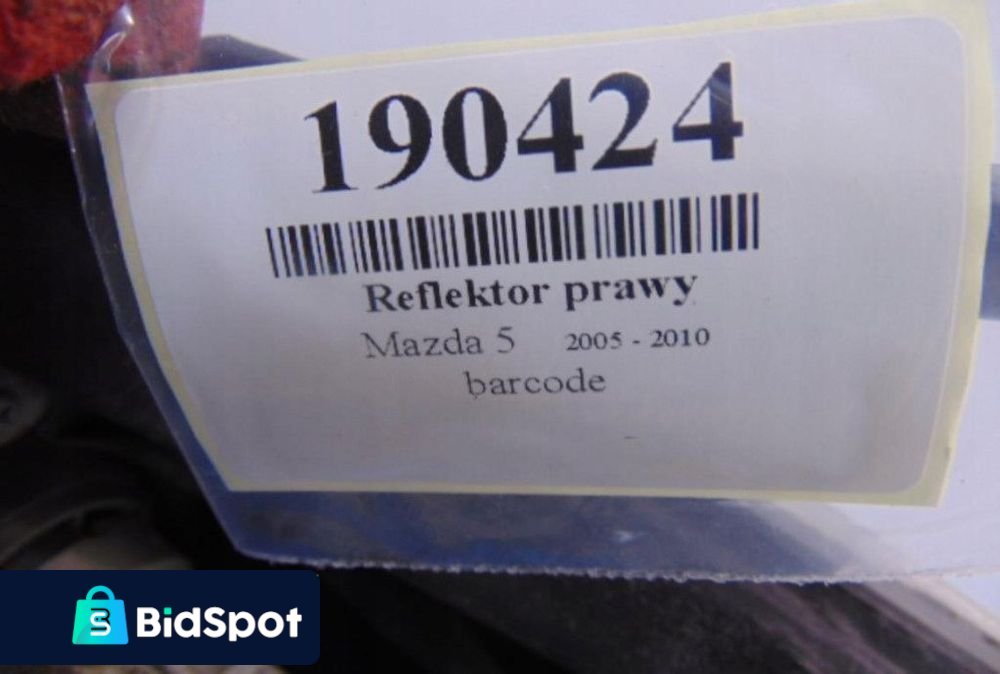 190424
Reflektor prawy
Mazda 5 2005 - 2010
barcode
BidSpot